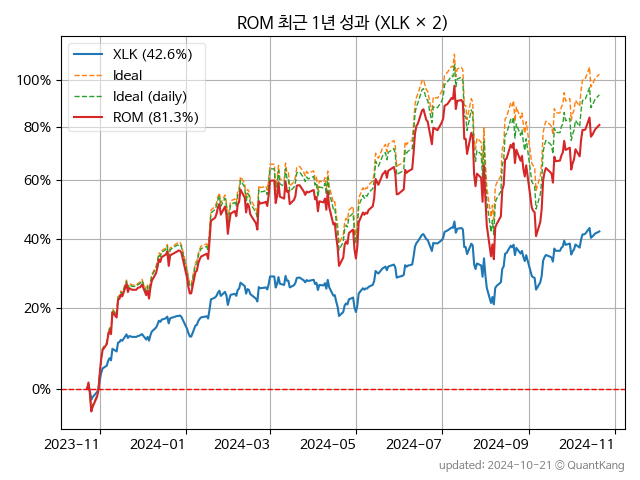 ROM 최근 1년 성과 (XLK × 2)
XLK (42.6%)
Ideal
Ideal (daily)
ROM (81.3%)
100%
80%
60%
40%
20%
0%
2023-11 2024-01 2024-03 2024-05 2024-07 2024-09 2024-11
updated: 2024-10-21 © QuantKang